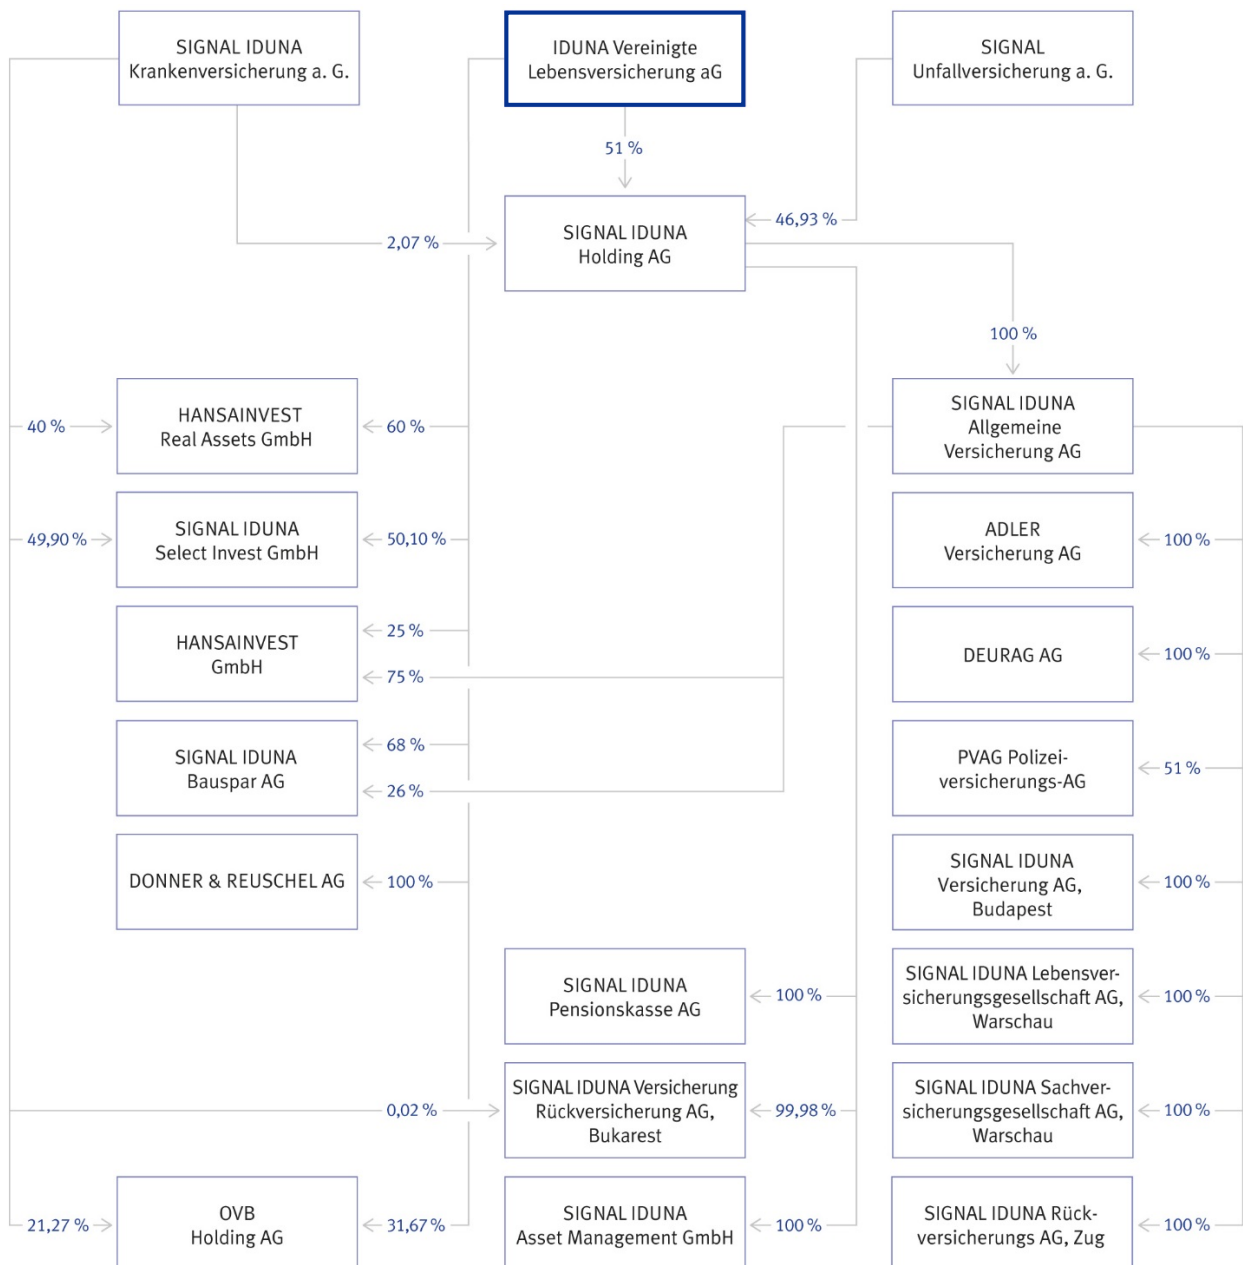 SIGNAL IDUNA
Krankenversicherung a. G.
IDUNA Vereinigte
Lebensversicherung aG
SIGNAL
Unfallversicherung a. G.
51 %
46,93 %
2,07 %
SIGNAL IDUNA
Holding AG
100 %
40 %
HANSAINVEST
Real Assets GmbH
60 %
SIGNAL IDUNA
Allgemeine
Versicherung AG
49,90 %
SIGNAL IDUNA
Select Invest GmbH
50,10 %
ADLER
Versicherung AG
100 %
HANSAINVEST
GmbH
25 %
75 %
DEURAG AG
100 %
SIGNAL IDUNA
Bauspar AG
68 %
26 %
PVAG Polizei-
versicherungs-AG
51 %
DONNER & REUSCHEL AG
100 %
SIGNAL IDUNA
Versicherung AG,
Budapest
100 %
SIGNAL IDUNA
Pensionskasse AG
100 %
SIGNAL IDUNA Lebensver-
sicherungsgesellschaft AG,
Warschau
100 %
0,02 %
SIGNAL IDUNA Versicherung
Rückversicherung AG,
Bukarest
99,98 %
SIGNAL IDUNA Sachver-
sicherungsgesellschaft AG,
Warschau
100 %
21,27 %
OVB
Holding AG
31,67 %
SIGNAL IDUNA
Asset Management GmbH
100 %
SIGNAL IDUNA Rück-
versicherungs AG, Zug
100 %